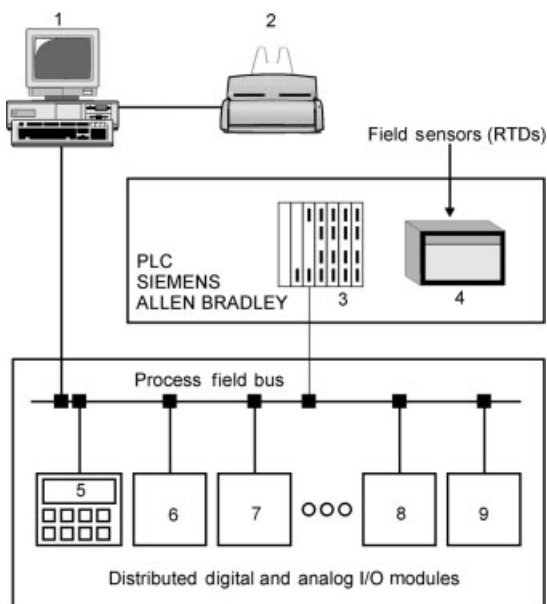 1
2
Field sensors (RTDs)
PLC
SIEMENS
ALLEN BRADLEY
3
4
Process field bus
5
6
7
8
9
Distributed digital and analog I/O modules